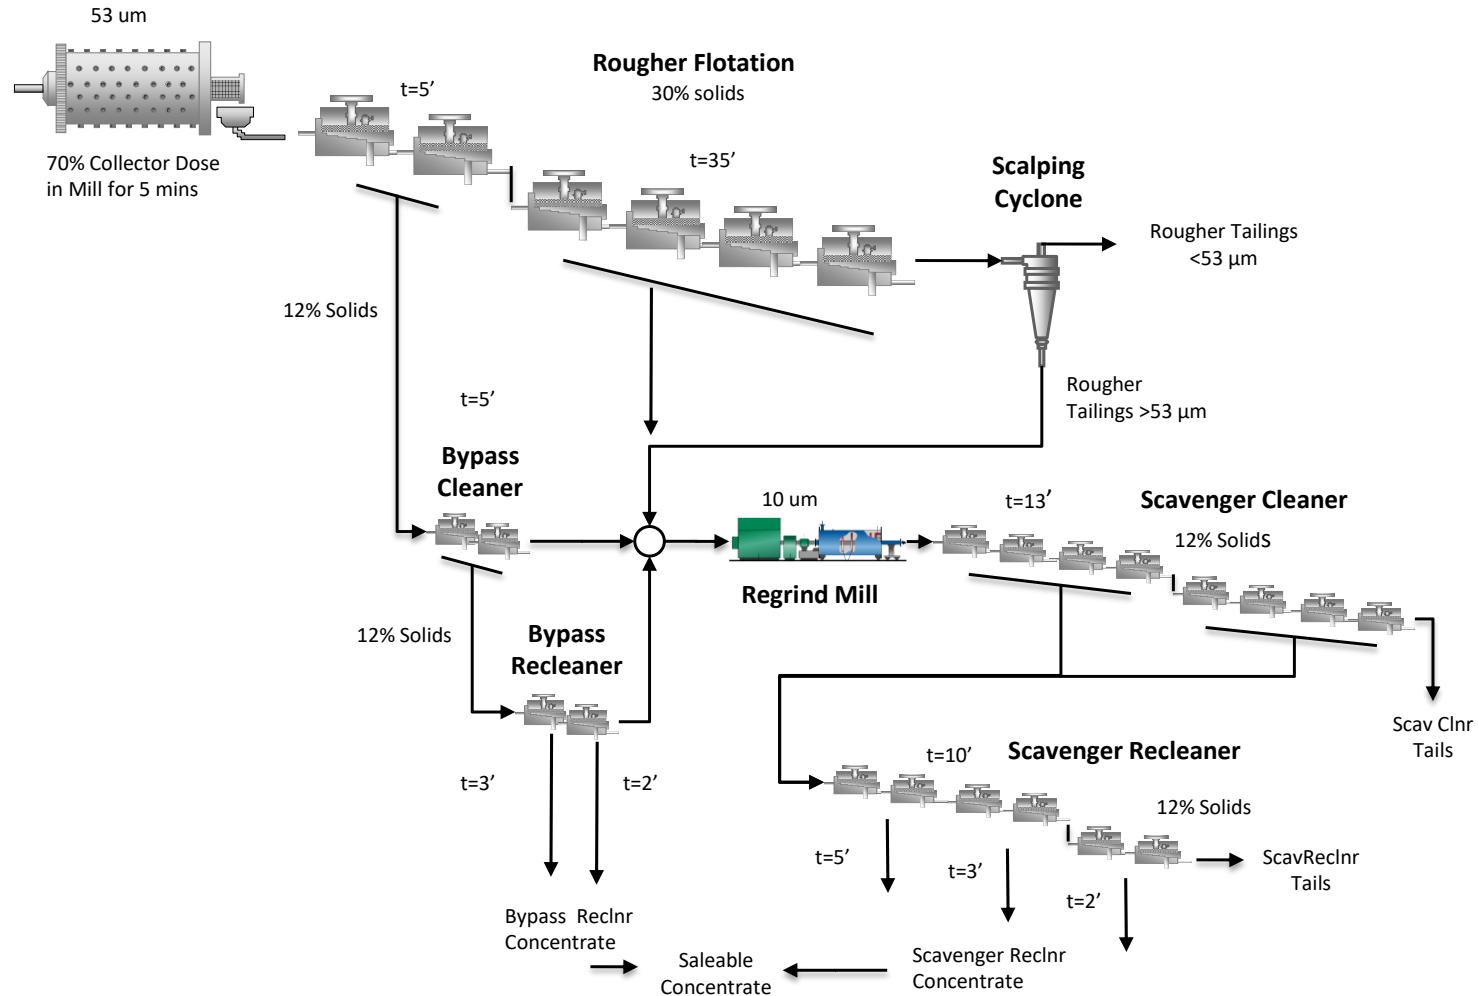 53 um
Rougher Flotation
t=5’
30% solids
70% Collector Dose
in Mill for 5 mins
t=35’
Scalping
Cyclone
Rougher Tailings
<53 µm
12% Solids
Rougher
Tailings >53 µm
t=5’
Bypass
Cleaner
10 um
t=13’
Scavenger Cleaner
12% Solids
Regrind Mill
12% Solids
Bypass
Recleaner
Scav Clnr
Tails
t=3’
t=2’
t=10’
Scavenger Recleaner
12% Solids
t=5’
t=3’
t=2’
ScavReclnr
Tails
Bypass Reclnr
Concentrate
Saleable
Concentrate
Scavenger Reclnr
Concentrate